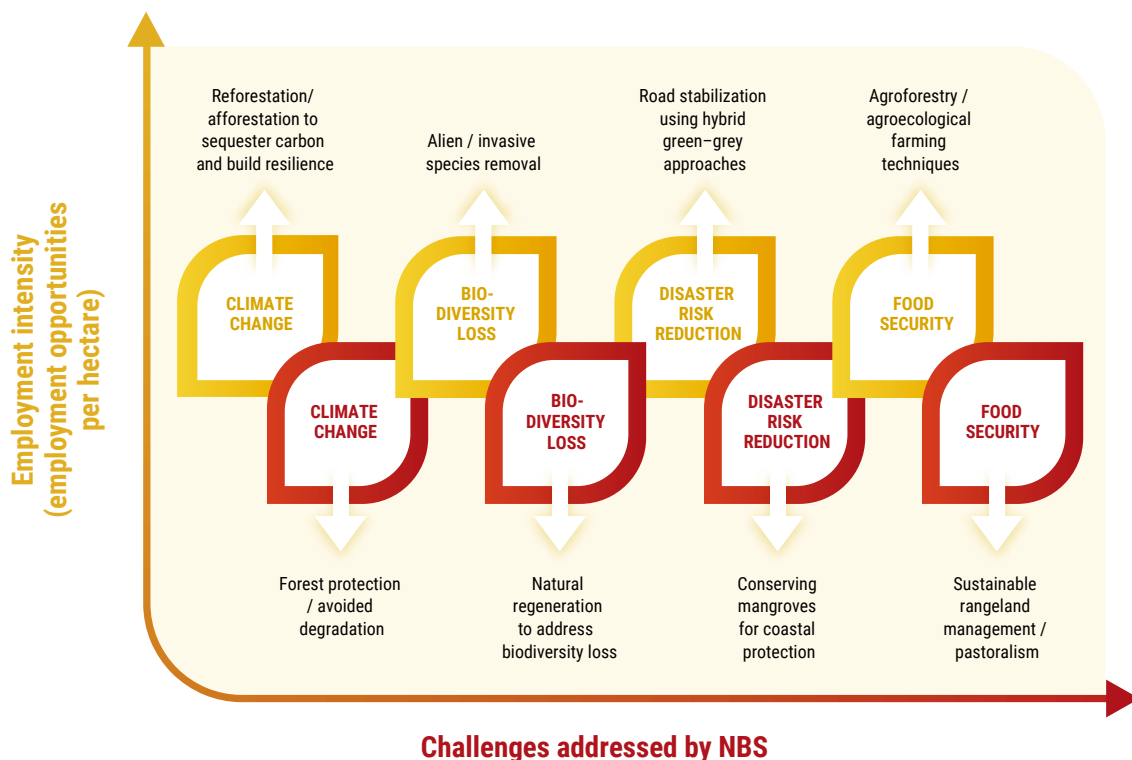 Employment intensity
(employment opportunities
per hectare)
Reforestation/
afforestation to
sequester carbon
and build resilience
Alien / invasive
species removal
Road stabilization
using hybrid
green–grey
approaches
Agroforestry /
agroecological
farming
techniques
CLIMATE
CHANGE
BIO-
DIVERSITY
LOSS
DISASTER
RISK
REDUCTION
FOOD
SECURITY
CLIMATE
CHANGE
BIO-
DIVERSITY
LOSS
DISASTER
RISK
REDUCTION
FOOD
SECURITY
Forest protection
/ avoided
degradation
Natural
regeneration
to address
biodiversity loss
Conserving
mangroves
for coastal
protection
Sustainable
rangeland
management /
pastoralism
Challenges addressed by NBS